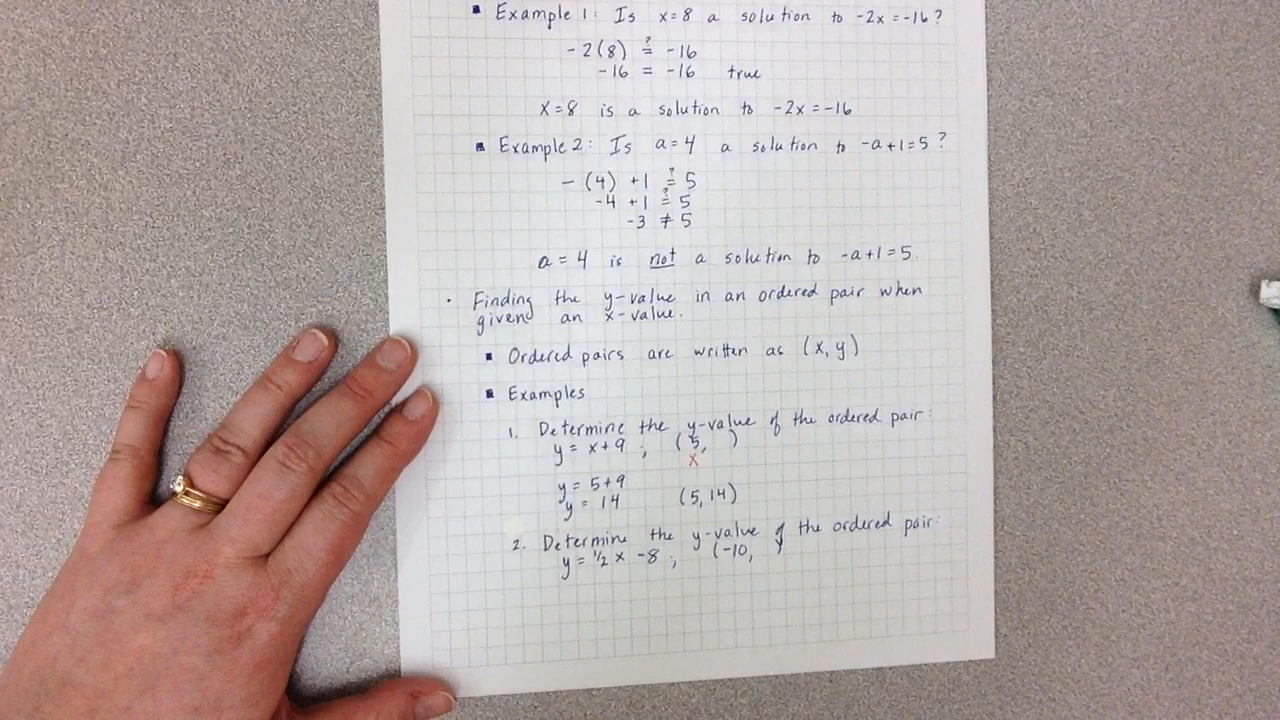 ▪ Example 1: Is x=8 a solution to -2x=-16?
-2(8) ≟ -16
-16 = -16 true
x=8 is a solution to -2x=-16
▪ Example 2: Is a=4 a solution to -a+1=5?
-(4) +1 ≟ 5
-4 +1 ≟ 5
-3 ≠ 5
a=4 is not a solution to -a+1=5.
• Finding the y-value in an ordered pair when
given an x-value.
▪ Ordered pairs are written as (x,y)
▪ Examples
1. Determine the y-value of the ordered pair:
y = x+9 ; (5, )
x
y = 5+9
y = 14 (5,14)
2. Determine the y-value of the ordered pair:
y = ½ x -8 ; (-10, )